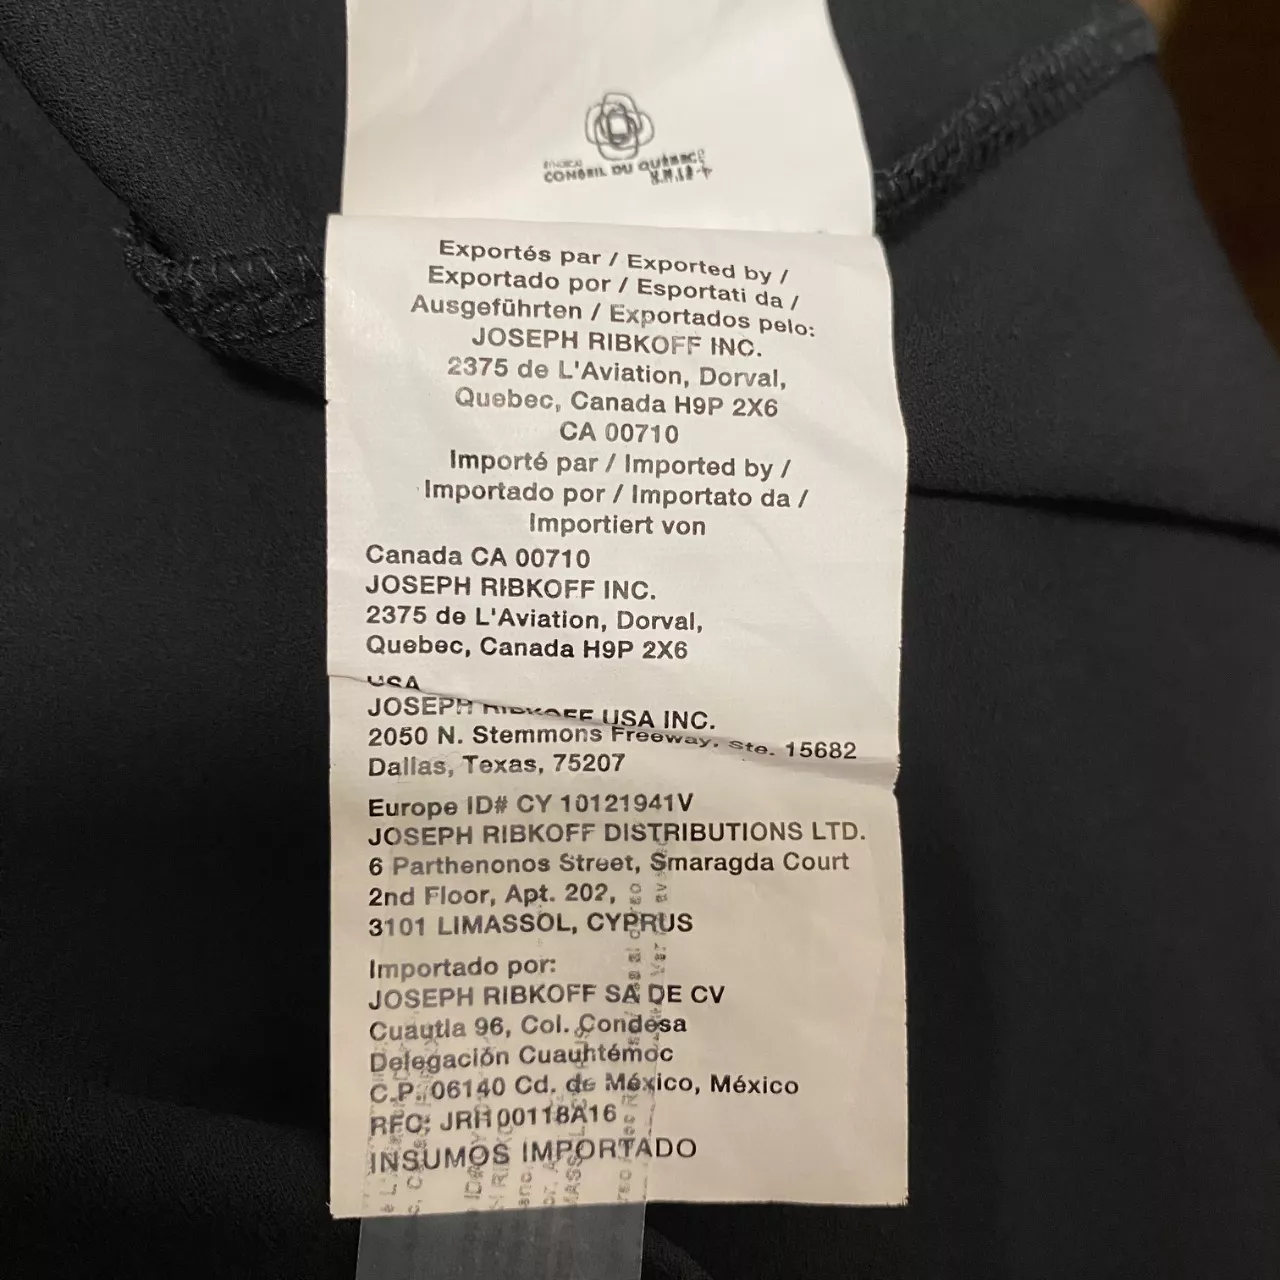 CONSEIL DU QUÉBEC
Exportés par / Exported by /
Exportado por / Esportati da /
Ausgeführten / Exportados pelo:
JOSEPH RIBKOFF INC.
2375 de L'Aviation, Dorval,
Quebec, Canada H9P 2X6
CA 00710
Importé par / Imported by /
Importado por / Importato da /
Importiert von
Canada CA 00710
JOSEPH RIBKOFF INC.
2375 de L'Aviation, Dorval,
Quebec, Canada H9P 2X6
USA
JOSEPH RIBKOFF USA INC.
2050 N. Stemmons Freeway, Ste. 15682
Dallas, Texas, 75207
Europe ID# CY 10121941V
JOSEPH RIBKOFF DISTRIBUTIONS LTD.
6 Parthenonos Street, Smaragda Court
2nd Floor, Apt. 202,
3101 LIMASSOL, CYPRUS
Importado por:
JOSEPH RIBKOFF SA DE CV
Cuautla 96, Col. Condesa
Delegación Cuauhtémoc
C.P. 06140 Cd. de México, México
RFC: JRH00118A16
INSUMOS IMPORTADO